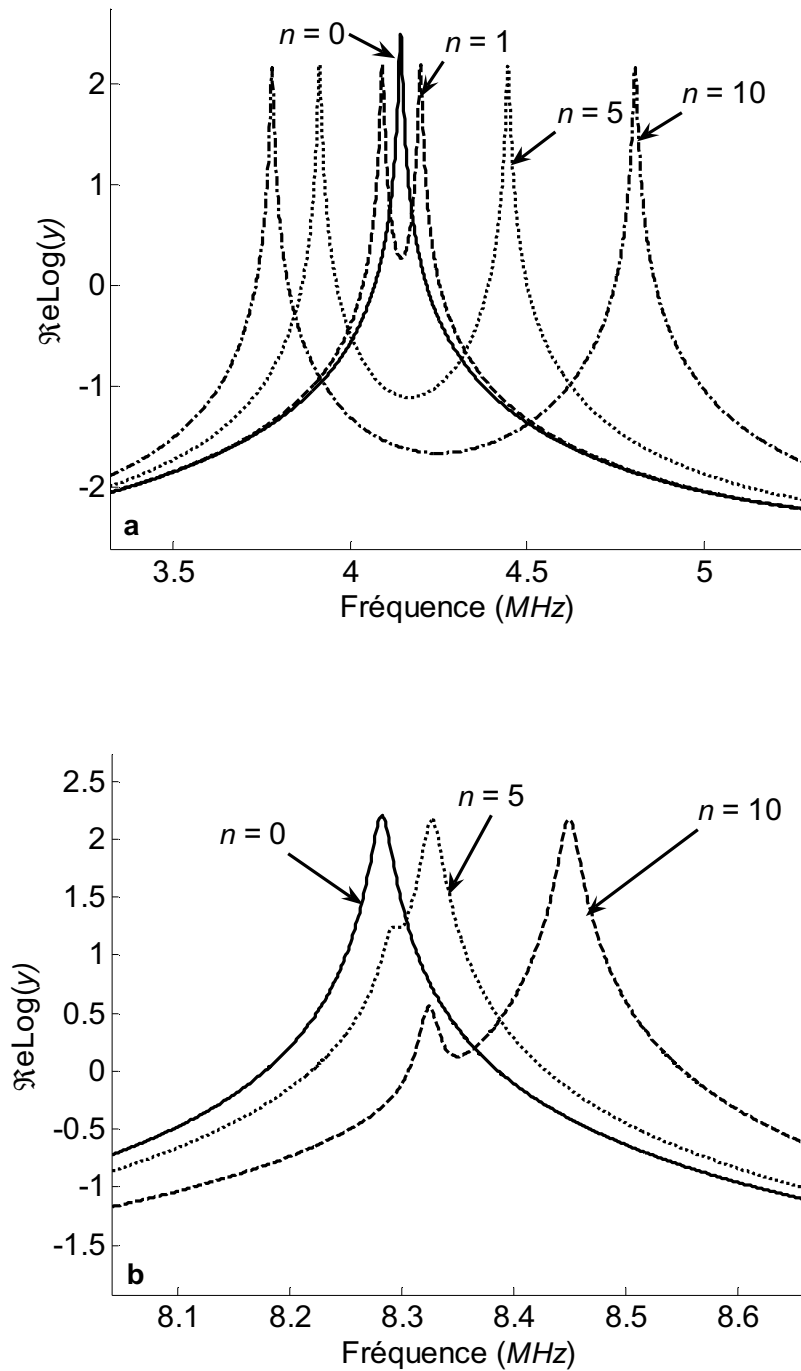 n = 0
n = 1
n = 5
n = 10
2
1
0
-1
-2
ℜeLog(y)
a
3.5 4 4.5 5
Fréquence (MHz)
n = 0
n = 5
n = 10
2.5
2
1.5
1
0.5
0
-0.5
-1
-1.5
ℜeLog(y)
b
8.1 8.2 8.3 8.4 8.5 8.6
Fréquence (MHz)